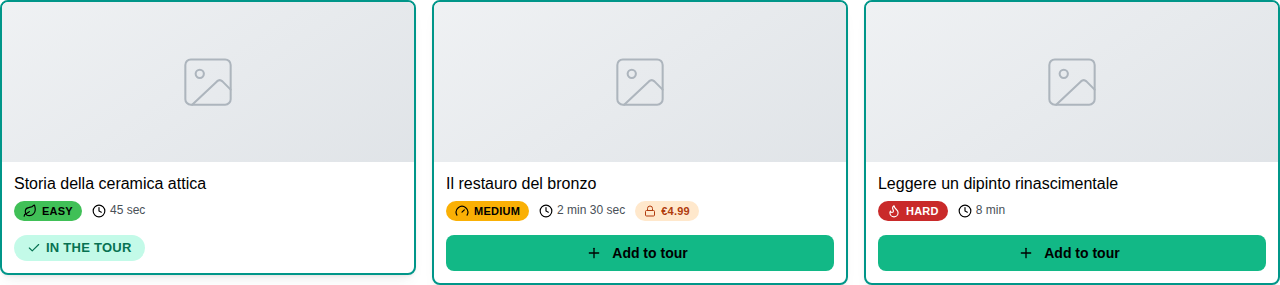 Storia della ceramica attica
EASY 45 sec
IN THE TOUR
Il restauro del bronzo
MEDIUM 2 min 30 sec €4.99
Add to tour
Leggere un dipinto rinascimentale
HARD 8 min
Add to tour